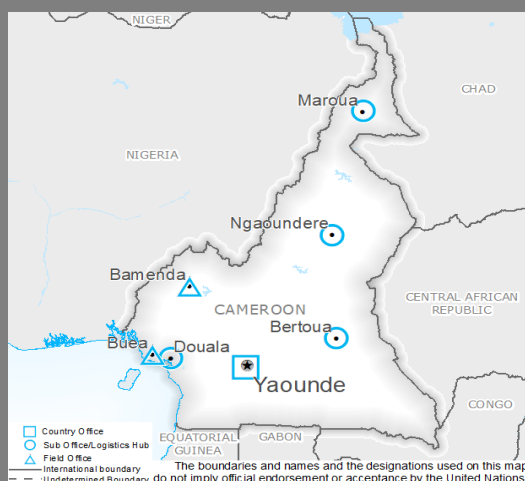 NIGER
CHAD
Maroua
NIGERIA
Ngaoundere
Bamenda
CAMEROON
CENTRAL AFRICAN
REPUBLIC
Bertoua
Buea
Douala
Yaounde
CONGO
EQUATORIAL
GUINEA
GABON
Country Office
Sub Office/Logistics Hub
Field Office
International boundary
Undetermined Boundary
The boundaries and names and the designations used on this map
do not imply official endorsement or acceptance by the United Nations.